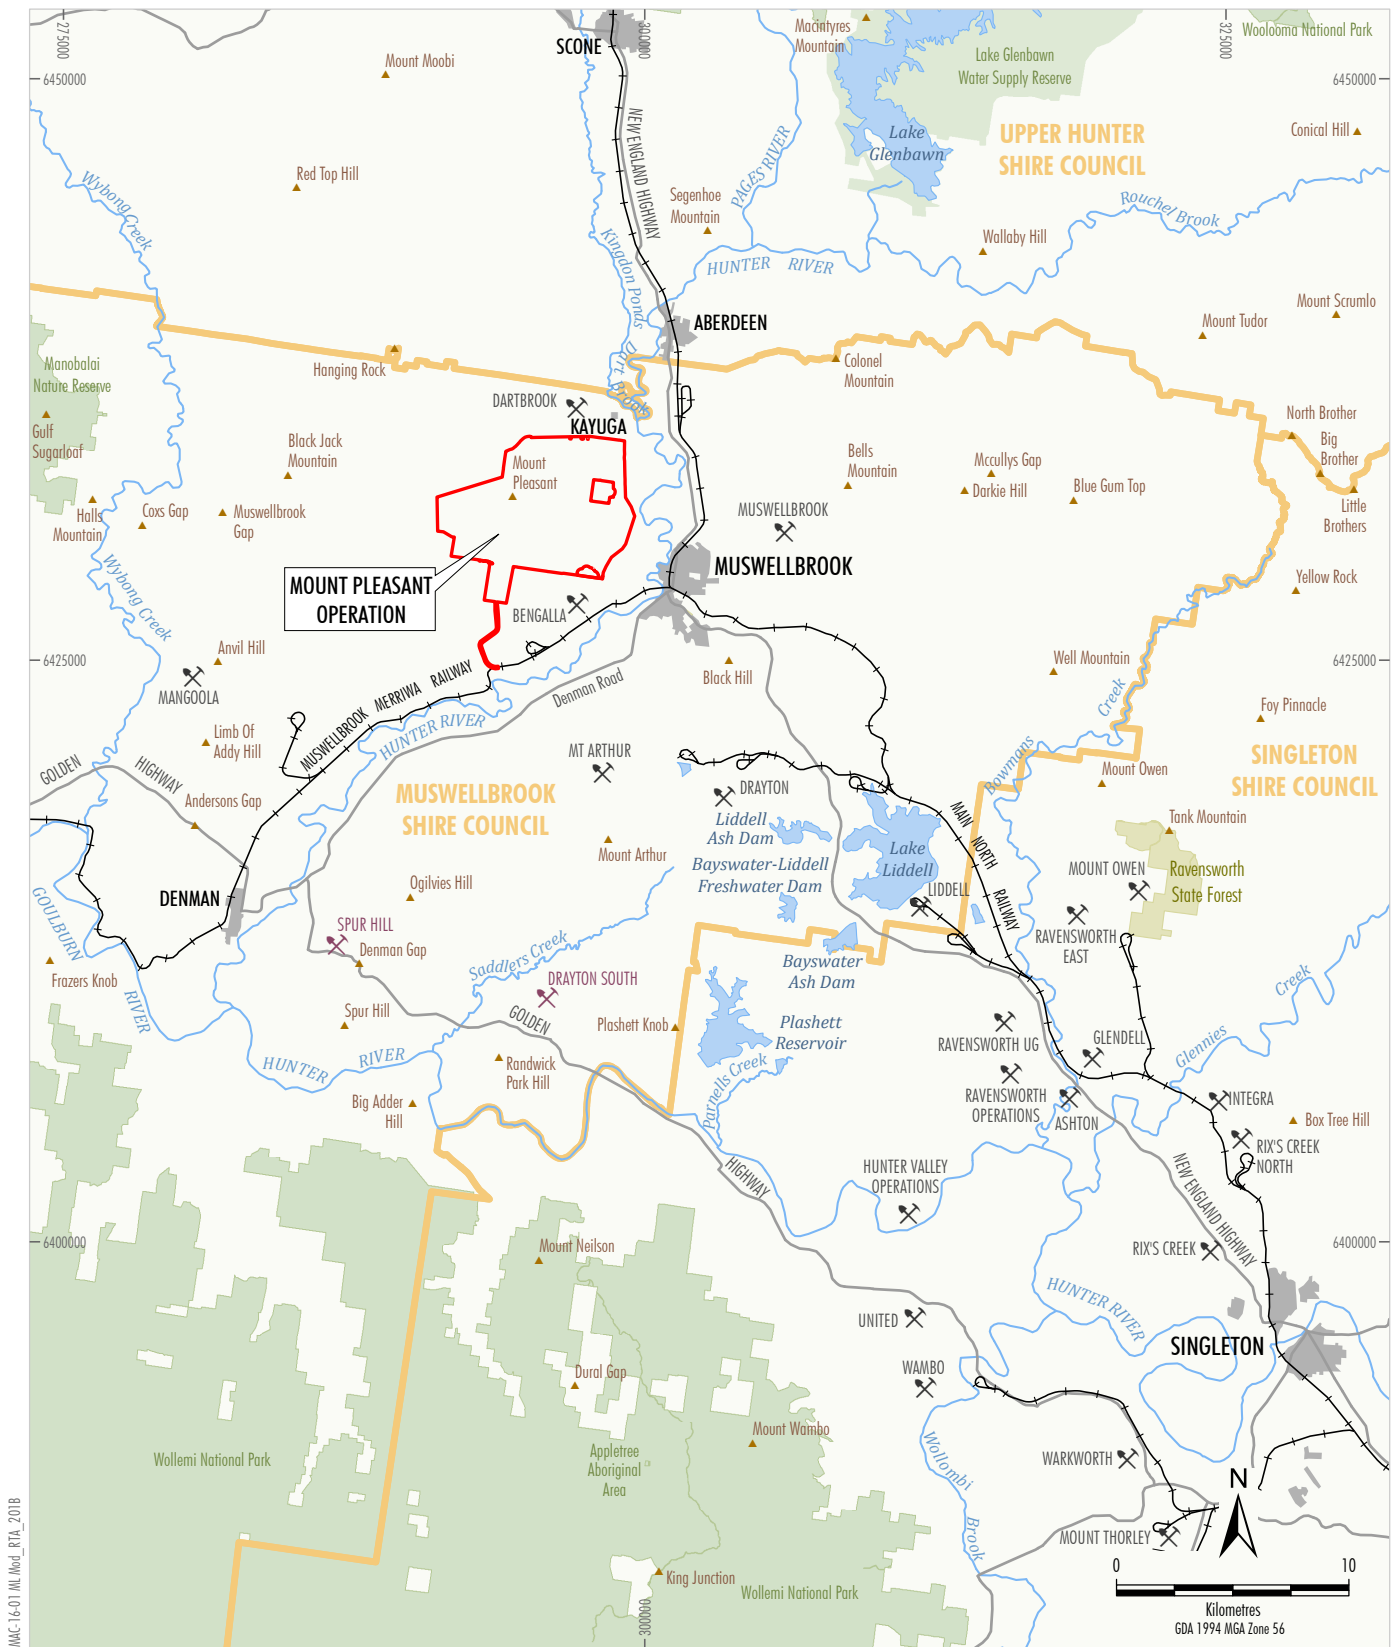 275000
SCONE
300000
Macintyres
Mountain
325000
Woolooma National Park
6450000
Mount Moobi
Lake Glenbawn
Water Supply Reserve
6450000
NEW ENGLAND HIGHWAY
Lake
Glenbawn
UPPER HUNTER
SHIRE COUNCIL
Conical Hill
Wybong Creek
Red Top Hill
Segenhoe
Mountain
PAGES RIVER
Rouchel Brook
Wallaby Hill
Kingdon Ponds
HUNTER RIVER
Mount Scrumlo
ABERDEEN
Mount Tudor
Manobalai
Nature Reserve
Hanging Rock
Dart Brook
Colonel
Mountain
DARTBROOK
KAYUGA
North Brother
Gulf
Sugarloaf
Black Jack
Mountain
Mount
Pleasant
Bells
Mountain
Mccullys Gap
Big
Brother
Darkie Hill
Blue Gum Top
Halls
Mountain
Coxs Gap
Muswellbrook
Gap
MUSWELLBROOK
Little
Brothers
Wybong Creek
MOUNT PLEASANT
OPERATION
MUSWELLBROOK
Yellow Rock
BENGALLA
Anvil Hill
6425000
6425000
MANGOOLA
MUSWELLBROOK MERRIWA RAILWAY
Denman Road
Black Hill
Well Mountain
Creek
Foy Pinnacle
Limb Of
Addy Hill
HUNTER RIVER
GOLDEN
HIGHWAY
MT ARTHUR
Bowmans
SINGLETON
SHIRE COUNCIL
Mount Owen
Andersons Gap
MUSWELLBROOK
SHIRE COUNCIL
DRAYTON
MAIN NORTH RAILWAY
Tank Mountain
Liddell
Ash Dam
Mount Arthur
Lake
Liddell
Bayswater-Liddell
Freshwater Dam
MOUNT OWEN
Ravensworth
State Forest
Ogilvies Hill
LIDDELL
DENMAN
GOULBURN
RIVER
SPUR HILL
Denman Gap
RAVENSWORTH
EAST
Saddlers Creek
Bayswater
Ash Dam
Frazers Knob
DRAYTON SOUTH
Creek
Spur Hill
GOLDEN
Plashett Knob
Plashett
Reservoir
RAVENSWORTH UG
GLENDELL
Glennies
HUNTER RIVER
Randwick
Park Hill
Parnells Creek
RAVENSWORTH
OPERATIONS
ASHTON
INTEGRA
Big Adder
Hill
Box Tree Hill
RIX'S CREEK
NORTH
HIGHWAY
HUNTER VALLEY
OPERATIONS
NEW ENGLAND HIGHWAY
6400000
Mount Neilson
RIX'S CREEK
6400000
HUNTER RIVER
UNITED
SINGLETON
WAMBO
Dural Gap
Mount Wambo
Wollombi
Brook
Wollemi National Park
Appletree
Aboriginal
Area
WARKWORTH
N
MOUNT THORLEY
King Junction
Wollemi National Park
0
10
Kilometres
GDA 1994 MGA Zone 56
300000
MAC-16-01 ML Mod_RTA_201B